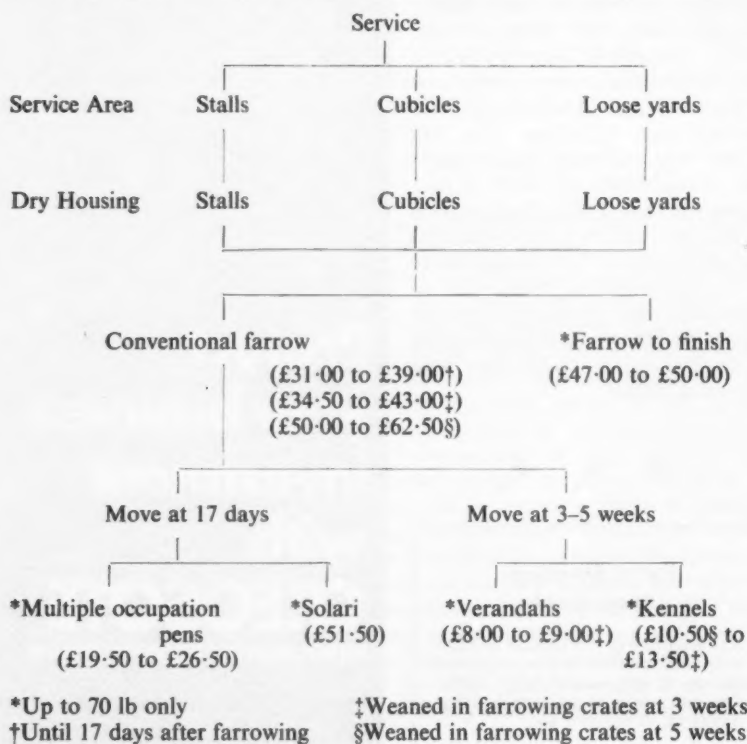 Service
Service Area Stalls Cubicles Loose yards
Dry Housing Stalls Cubicles Loose yards
Conventional farrow *Farrow to finish
(£31·00 to £39·00†) (£47·00 to £50·00)
(£34·50 to £43·00‡)
(£50·00 to £62·50§)
Move at 17 days Move at 3–5 weeks
*Multiple occupation *Solari *Verandahs *Kennels
pens (£51·50) (£8·00 to £9·00‡) (£10·50§ to
(£19·50 to £26·50) £13·50‡)
*Up to 70 lb only ‡Weaned in farrowing crates at 3 weeks
†Until 17 days after farrowing §Weaned in farrowing crates at 5 weeks